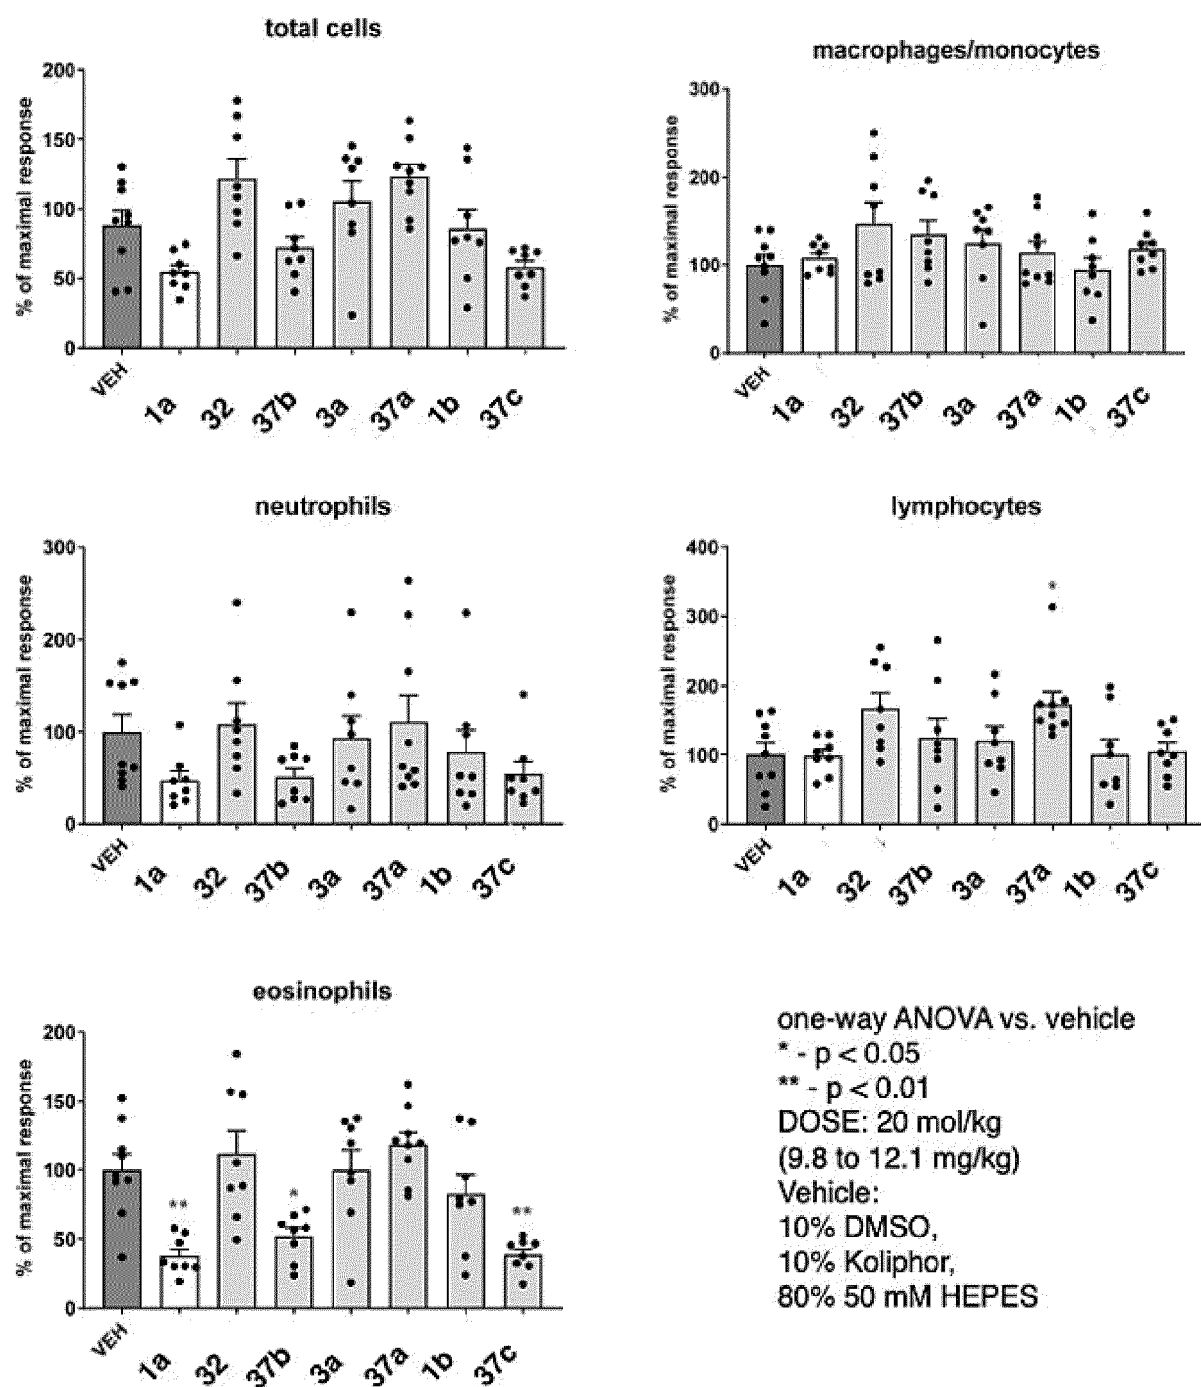 total cells
% of maximal response
200
150
100
50
0
VEH
1a
32
37b
3a
37a
1b
37c
macrophages/monocytes
% of maximal response
300
200
100
0
VEH
1a
32
37b
3a
37a
1b
37c
neutrophils
% of maximal response
300
200
100
0
VEH
1a
32
37b
3a
37a
1b
37c
lymphocytes
% of maximal response
400
300
200
100
0
*
VEH
1a
32
37b
3a
37a
1b
37c
eosinophils
% of maximal response
200
150
100
50
0
**
*
**
VEH
1a
32
37b
3a
37a
1b
37c
one-way ANOVA vs. vehicle
* - p < 0.05
** - p < 0.01
DOSE: 20 mol/kg
(9.8 to 12.1 mg/kg)
Vehicle:
10% DMSO,
10% Koliphor,
80% 50 mM HEPES